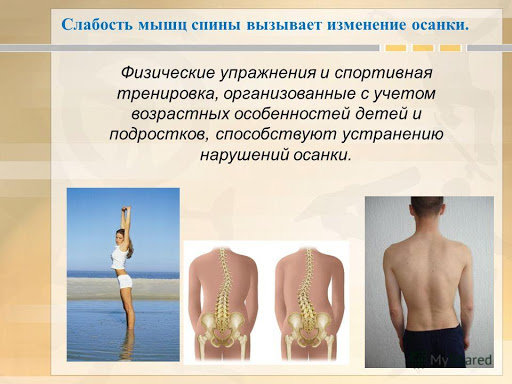 Слабость мышц спины вызывает изменение осанки.
Физические упражнения и спортивная
тренировка, организованные с учетом
возрастных особенностей детей и
подростков, способствуют устранению
нарушений осанки.
MyShared